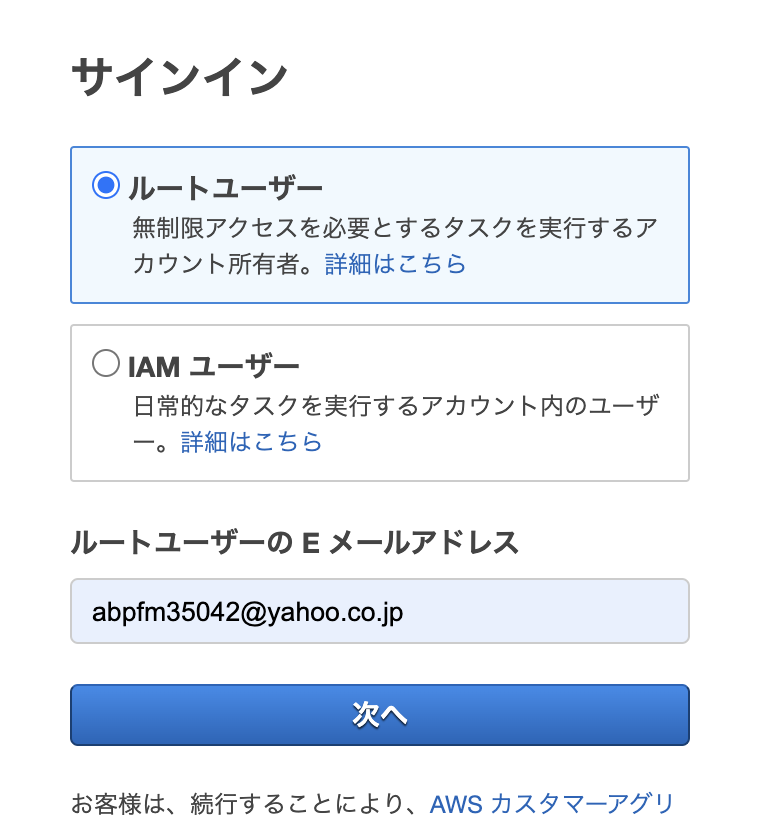 サインイン
ルートユーザー
無制限アクセスを必要とするタスクを実行するア
カウント所有者。詳細はこちら
IAM ユーザー
日常的なタスクを実行するアカウント内のユーザ
ー。詳細はこちら
ルートユーザーの E メールアドレス
abpfm35042@yahoo.co.jp
次へ
お客様は、続行することにより、AWS カスタマーアグリ